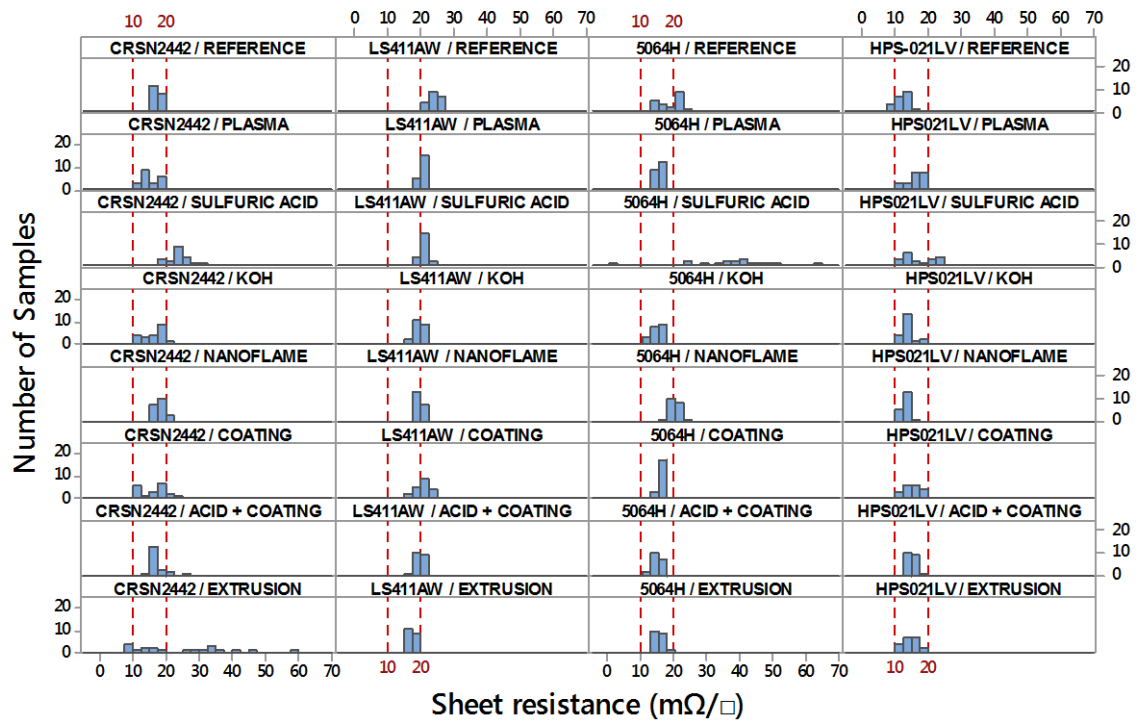 10 20 0 10 20 30 40 50 60 70 10 20 0 10 20 30 40 50 60 70
CRSN2442 / REFERENCE LS411AW / REFERENCE 5064H / REFERENCE HPS-021LV / REFERENCE
20
10
0
CRSN2442 / PLASMA LS411AW / PLASMA 5064H / PLASMA HPS021LV / PLASMA
20
10
0
CRSN2442 / SULFURIC ACID LS411AW / SULFURIC ACID 5064H / SULFURIC ACID HPS021LV / SULFURIC ACID
20
10
0
CRSN2442 / KOH LS411AW / KOH 5064H / KOH HPS021LV / KOH
20
10
0
CRSN2442 / NANOFLAME LS411AW / NANOFLAME 5064H / NANOFLAME HPS021LV / NANOFLAME
20
10
0
CRSN2442 / COATING LS411AW / COATING 5064H / COATING HPS021LV / COATING
20
10
0
CRSN2442 / ACID + COATING LS411AW / ACID + COATING 5064H / ACID + COATING HPS021LV / ACID + COATING
20
10
0
CRSN2442 / EXTRUSION LS411AW / EXTRUSION 5064H / EXTRUSION HPS021LV / EXTRUSION
20
10
0
0 10 20 30 40 50 60 70 10 20 0 10 20 30 40 50 60 70 10 20
Number of Samples
Sheet resistance (mΩ/□)